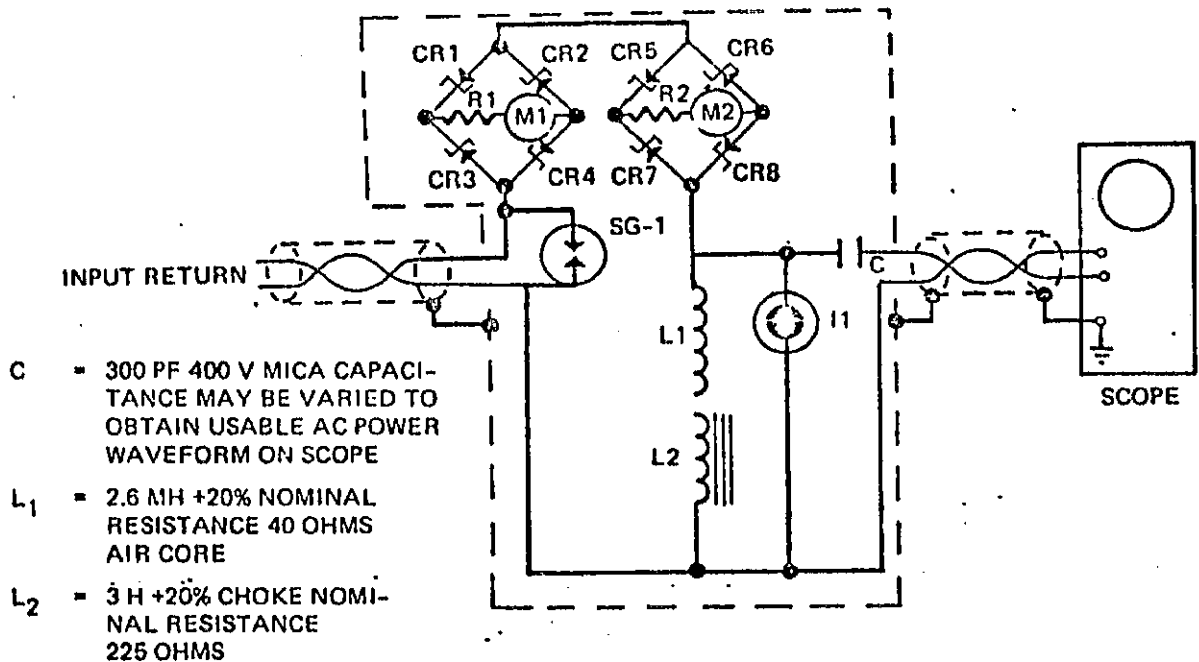 CR1 CR2 CR5 CR6
R1 M1 R2 M2
CR3 CR4 CR7 CR8
SG-1
INPUT RETURN
C
L1
I1
L2
SCOPE
C = 300 PF 400 V MICA CAPACI-
TANCE MAY BE VARIED TO
OBTAIN USABLE AC POWER
WAVEFORM ON SCOPE
L1 = 2.6 MH +20% NOMINAL
RESISTANCE 40 OHMS
AIR CORE
L2 = 3 H +20% CHOKE NOMI-
NAL RESISTANCE
225 OHMS